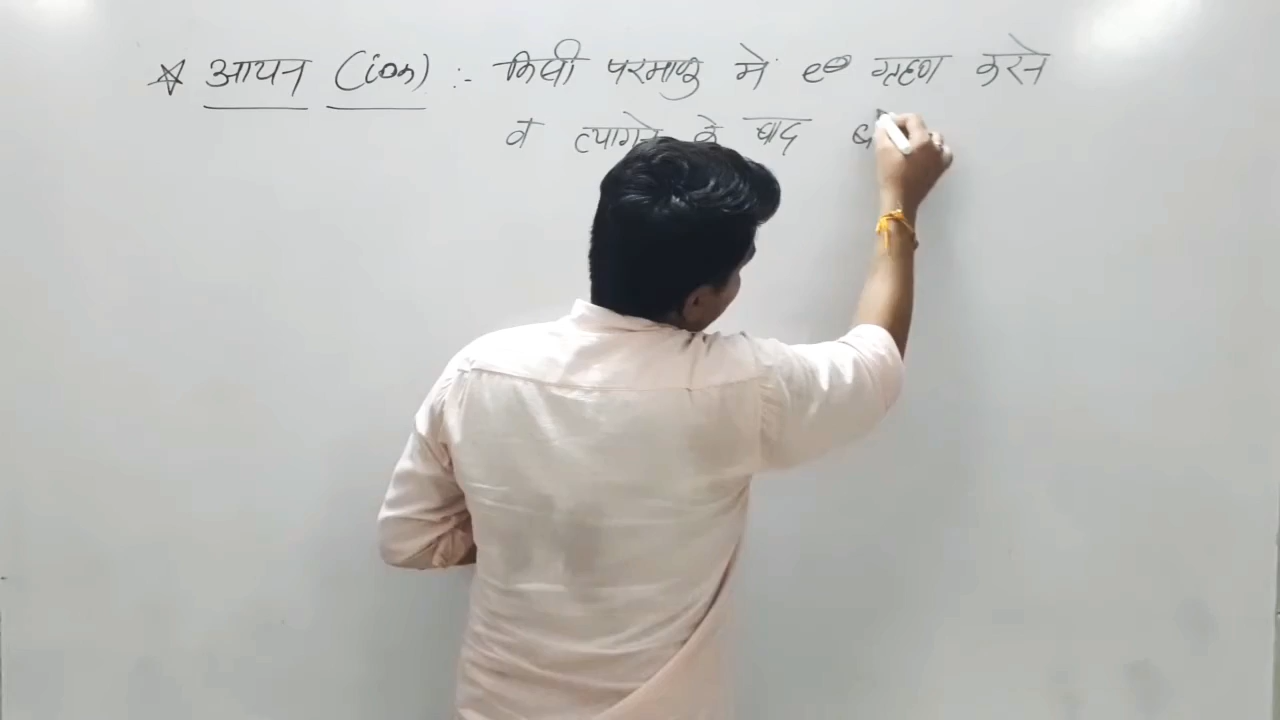 ☆ आयन (ion) :- किसी परमाणु में e⊖ ग्रहण करने
व त्यागने के बाद